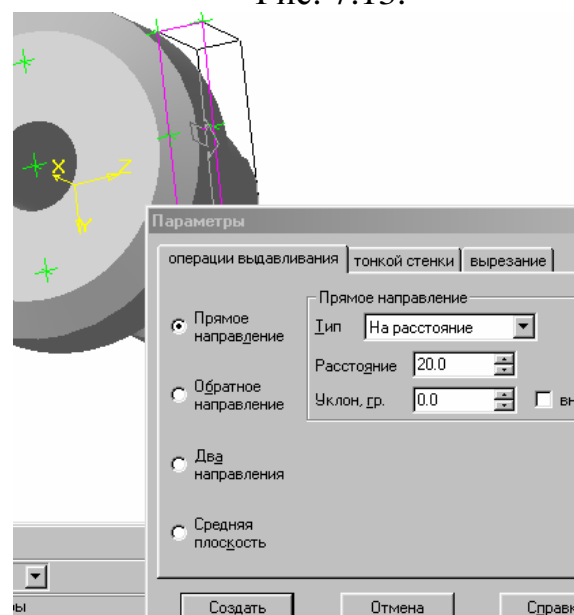 Рис. 7.13.
X
Z
Y
Параметры
операции выдавливания тонкой стенки вырезание
Прямое направление
Прямое
направление
Тип На расстояние
Расстояние 20.0
Обратное
направление
Уклон, гр. 0.0
Два
направления
Средняя
плоскость
Создать Отмена